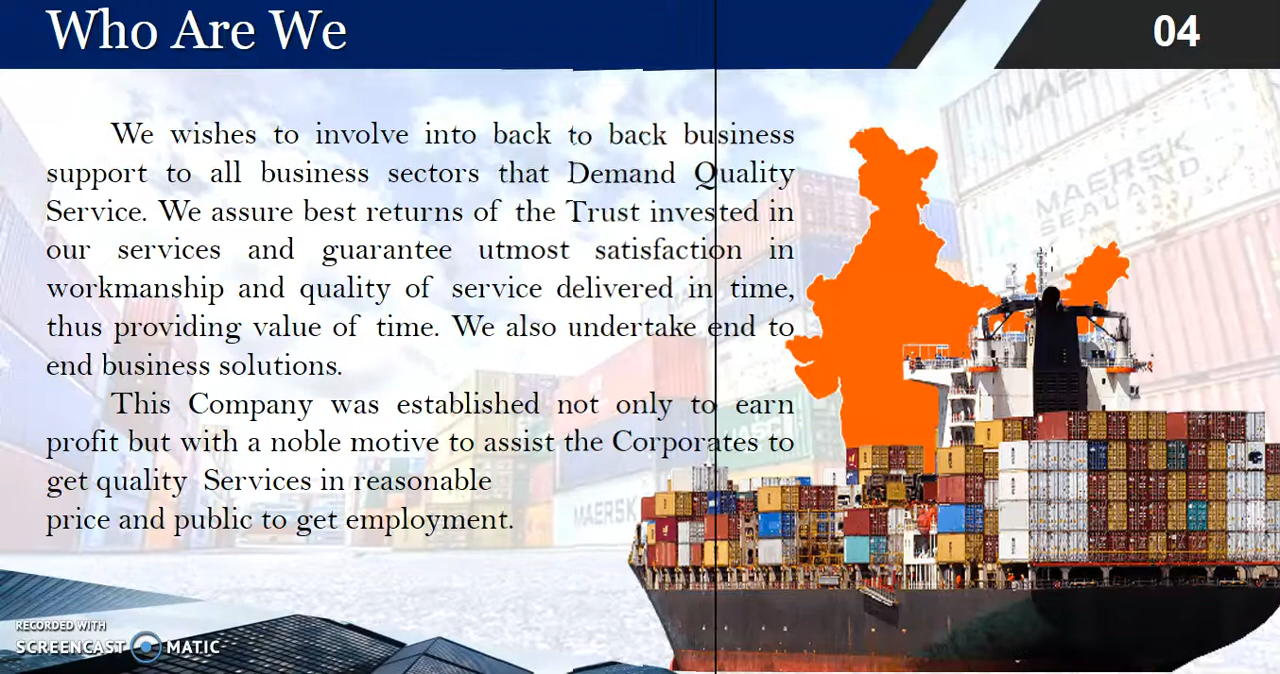 Who Are We
04
We wishes to involve into back to back business
support to all business sectors that Demand Quality
Service. We assure best returns of the Trust invested in
our services and guarantee utmost satisfaction in
workmanship and quality of service delivered in time,
thus providing value of time. We also undertake end to
end business solutions.
This Company was established not only to earn
profit but with a noble motive to assist the Corporates to
get quality Services in reasonable
price and public to get employment.
MAERSK
SEALAND
MAERSK
RECORDED WITH
SCREENCAST MATIC